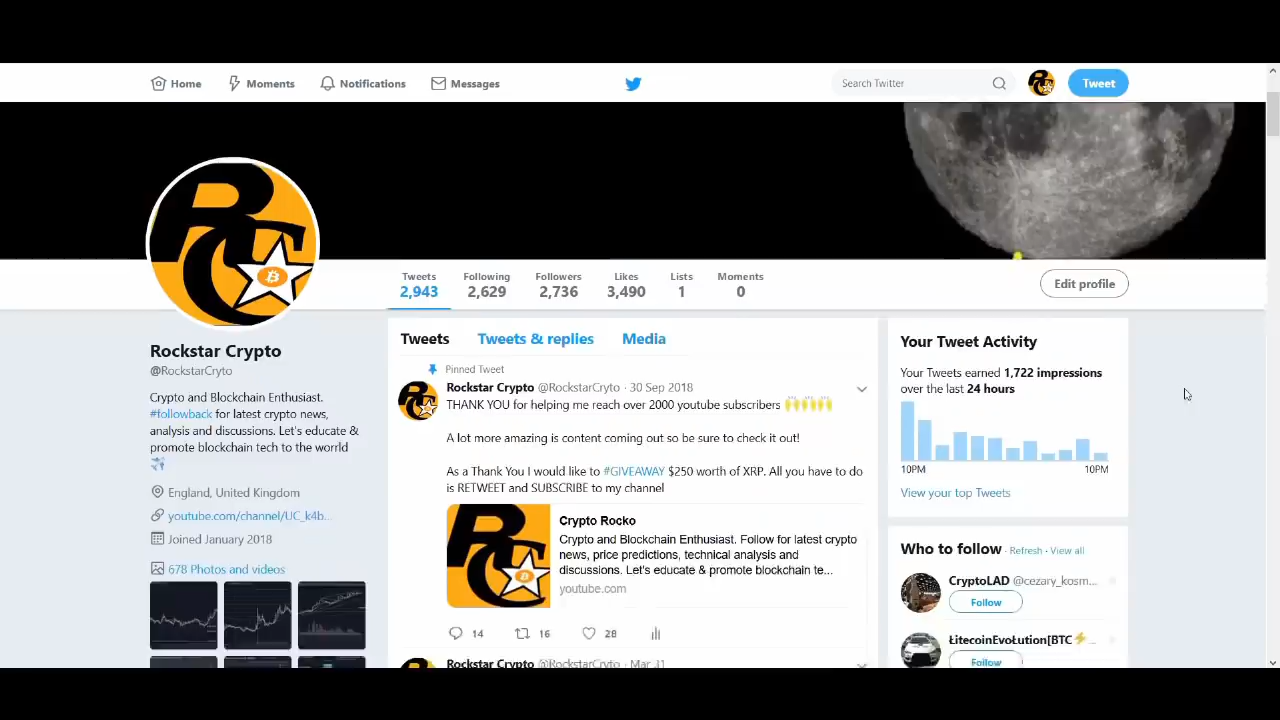 Home
Moments
Notifications
Messages
Search Twitter
Tweet
Tweets
2,943
Following
2,629
Followers
2,736
Likes
3,490
Lists
1
Moments
0
Edit profile
Rockstar Crypto
@RockstarCryto
Crypto and Blockchain Enthusiast.
#followback for latest crypto news,
analysis and discussions. Let's educate &
promote blockchain tech to the worrld
England, United Kingdom
youtube.com/channel/UC_k4b...
Joined January 2018
678 Photos and videos
Tweets
Tweets & replies
Media
Pinned Tweet
Rockstar Crypto @RockstarCryto · 30 Sep 2018
THANK YOU for helping me reach over 2000 youtube subscribers
A lot more amazing is content coming out so be sure to check it out!
As a Thank You I would like to #GIVEAWAY $250 worth of XRP. All you have to do
is RETWEET and SUBSCRIBE to my channel
Crypto Rocko
Crypto and Blockchain Enthusiast. Follow for latest crypto
news, price predictions, technical analysis and
discussions. Let's educate & promote blockchain te...
youtube.com
14
16
28
Rockstar Crypto @RockstarCryto · Mar
Your Tweet Activity
Your Tweets earned 1,722 impressions
over the last 24 hours
10PM
10PM
View your top Tweets
Who to follow · Refresh · View all
CryptoLAD @cezary_kosm...
Follow
ŁitecoinEvoŁution[BTC⚡ ...
Follow